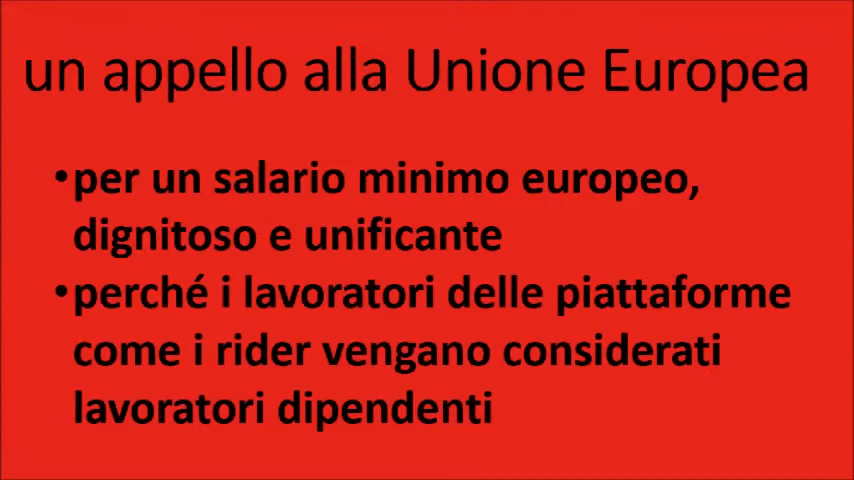 un appello alla Unione Europea
•per un salario minimo europeo,
dignitoso e unificante
•perché i lavoratori delle piattaforme
come i rider vengano considerati
lavoratori dipendenti